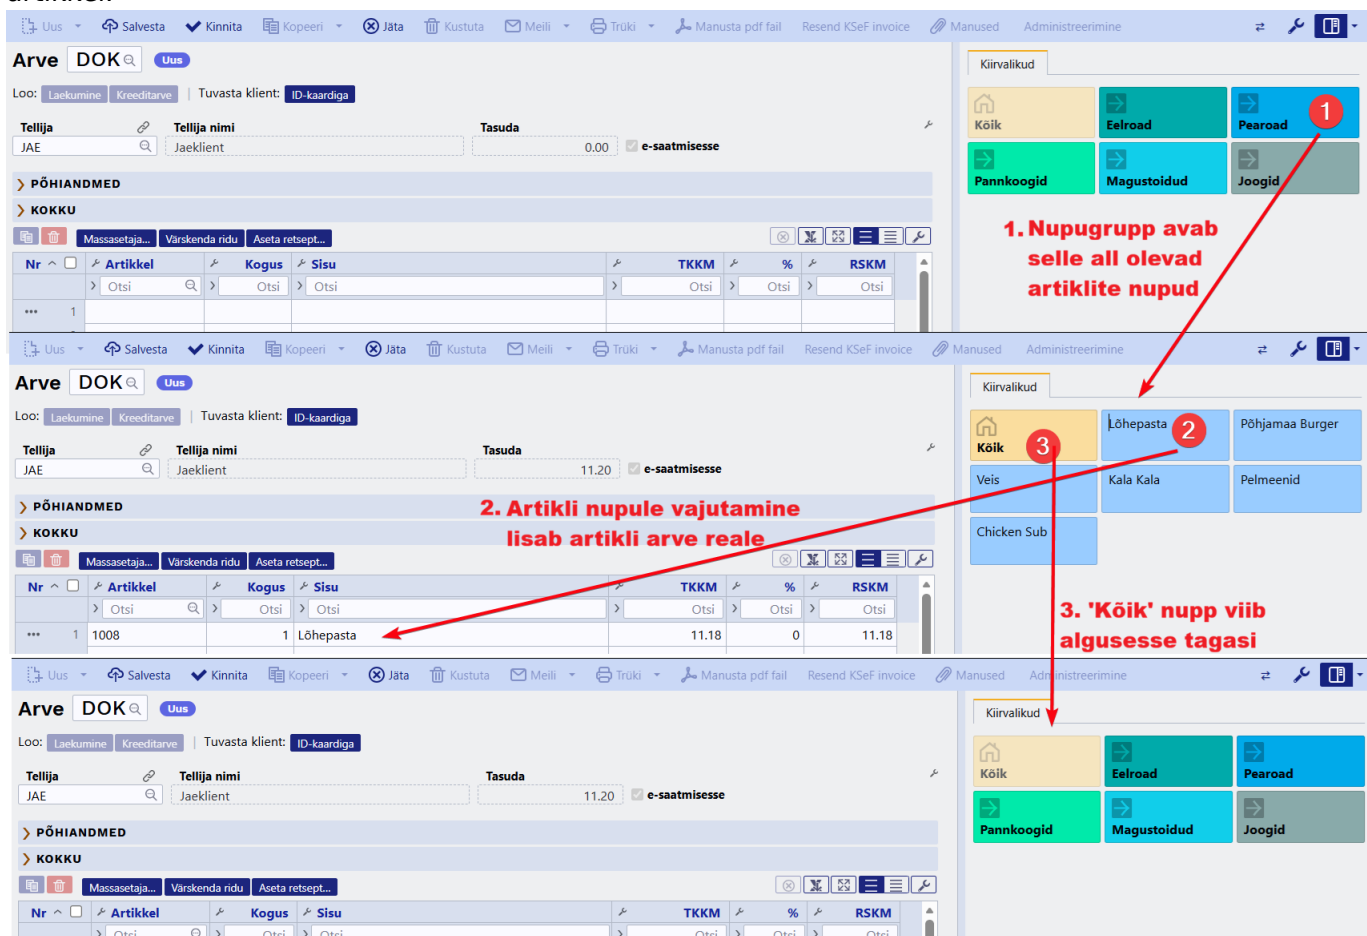 Uus Salvesta Kinnita Kopeeri Jäta Kustuta Meili Trüki Manusta pdf fail Resend KSeF invoice Manused Administreerimine
Arve DOK Uus
Loo: Laekumine Kreeditarve | Tuvasta klient: ID-kaardiga
Tellija Tellija nimi Tasuda
JAE Jaeklient 0.00 e-saatmisesse
PÕHIANDMED
KOKKU
Massasetaja... Värskenda ridu Aseta retsept...
Nr Artikkel Kogus Sisu TKKM % RSKM
Otsi Otsi Otsi Otsi Otsi Otsi
1
Kiirvalikud
Kõik Eelroad Pearoad 1
Pannkoogid Magustoidud Joogid
1. Nupugrupp avab
selle all olevad
artiklite nupud
Uus Salvesta Kinnita Kopeeri Jäta Kustuta Meili Trüki Manusta pdf fail Resend KSeF invoice Manused Administreerimine
Arve DOK Uus
Loo: Laekumine Kreeditarve | Tuvasta klient: ID-kaardiga
Tellija Tellija nimi Tasuda
JAE Jaeklient 11.20 e-saatmisesse
PÕHIANDMED
KOKKU
2. Artikli nupule vajutamine
lisab artikli arve reale
Massasetaja... Värskenda ridu Aseta retsept...
Nr Artikkel Kogus Sisu TKKM % RSKM
Otsi Otsi Otsi Otsi Otsi Otsi
1 1008 1 Lõhepasta 11.18 0 11.18
Kiirvalikud
Kõik 3 Lõhepasta 2 Põhjamaa Burger
Veis Kala Kala Pelmeenid
Chicken Sub
3. 'Kõik' nupp viib
algusesse tagasi
Uus Salvesta Kinnita Kopeeri Jäta Kustuta Meili Trüki Manusta pdf fail Resend KSeF invoice Manused Administreerimine
Arve DOK Uus
Loo: Laekumine Kreeditarve | Tuvasta klient: ID-kaardiga
Tellija Tellija nimi Tasuda
JAE Jaeklient 11.20 e-saatmisesse
PÕHIANDMED
KOKKU
Massasetaja... Värskenda ridu Aseta retsept...
Nr Artikkel Kogus Sisu TKKM % RSKM
Otsi Otsi Otsi Otsi Otsi Otsi
Kiirvalikud
Kõik Eelroad Pearoad
Pannkoogid Magustoidud Joogid